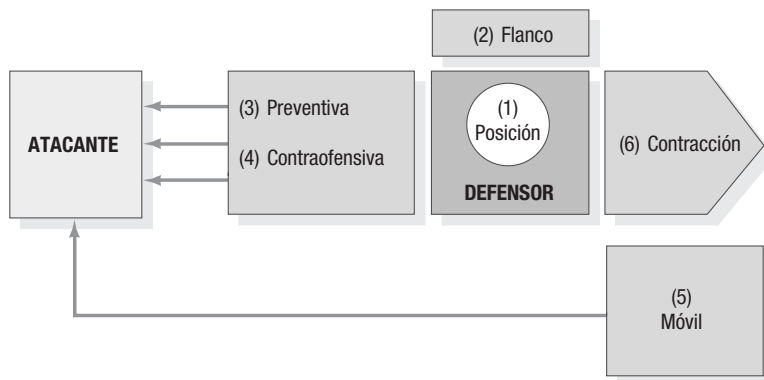 (2) Flanco
ATACANTE
(3) Preventiva
(4) Contraofensiva
(1)
Posición
DEFENSOR
(6) Contracción
(5)
Móvil